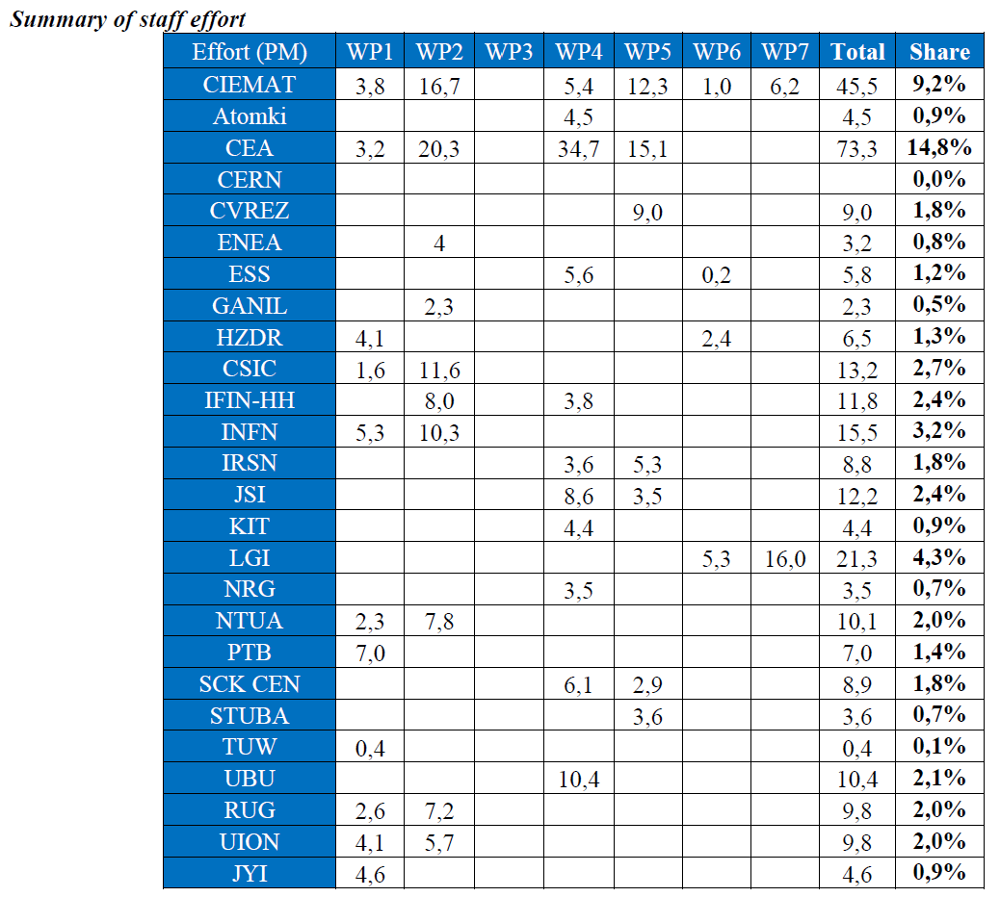 Summary of staff effort
Effort (PM) WP1 WP2 WP3 WP4 WP5 WP6 WP7 Total Share
CIEMAT 3,8 16,7 5,4 12,3 1,0 6,2 45,5 9,2%
Atomki 4,5 4,5 0,9%
CEA 3,2 20,3 34,7 15,1 73,3 14,8%
CERN 0,0%
CVREZ 9,0 9,0 1,8%
ENEA 4 3,2 0,8%
ESS 5,6 0,2 5,8 1,2%
GANIL 2,3 2,3 0,5%
HZDR 4,1 2,4 6,5 1,3%
CSIC 1,6 11,6 13,2 2,7%
IFIN-HH 8,0 3,8 11,8 2,4%
INFN 5,3 10,3 15,5 3,2%
IRSN 3,6 5,3 8,8 1,8%
JSI 8,6 3,5 12,2 2,4%
KIT 4,4 4,4 0,9%
LGI 5,3 16,0 21,3 4,3%
NRG 3,5 3,5 0,7%
NTUA 2,3 7,8 10,1 2,0%
PTB 7,0 7,0 1,4%
SCK CEN 6,1 2,9 8,9 1,8%
STUBA 3,6 3,6 0,7%
TUW 0,4 0,4 0,1%
UBU 10,4 10,4 2,1%
RUG 2,6 7,2 9,8 2,0%
UION 4,1 5,7 9,8 2,0%
JYI 4,6 4,6 0,9%